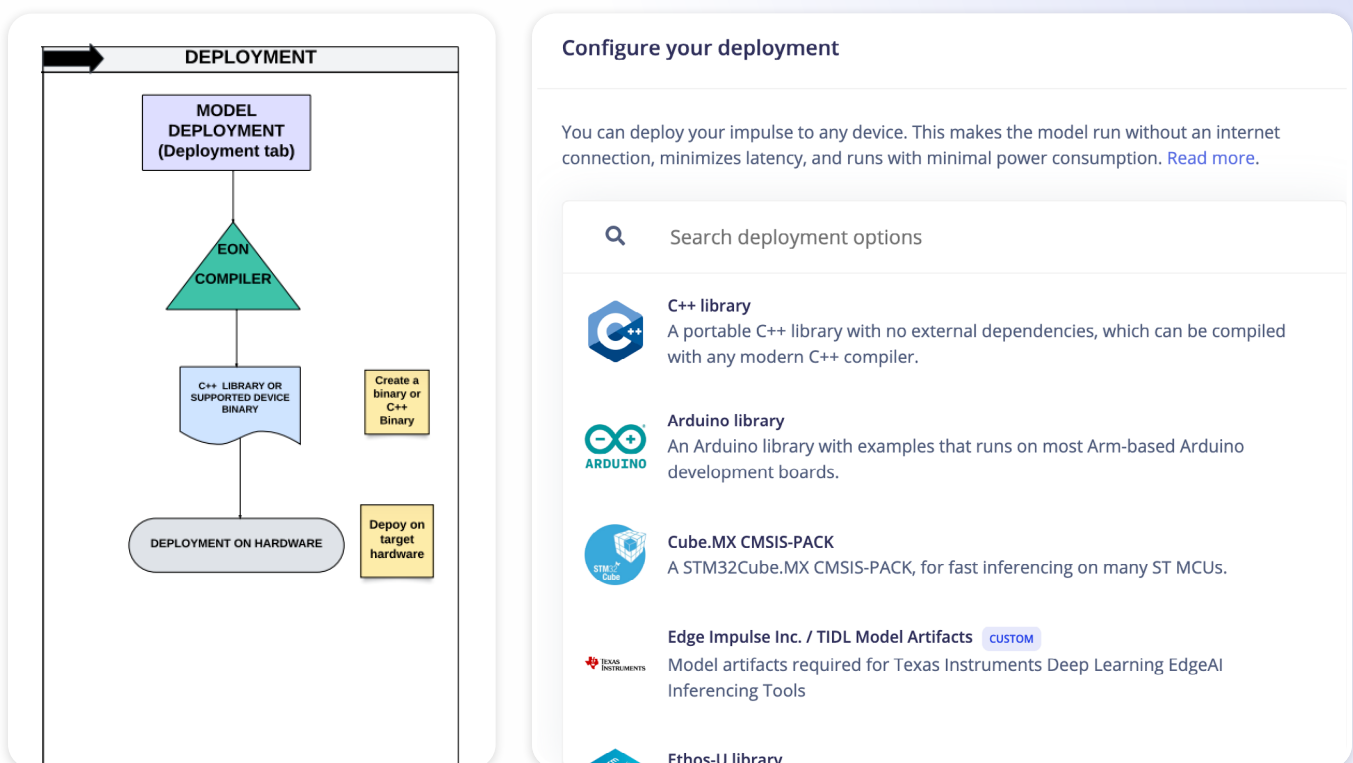 DEPLOYMENT
MODEL
DEPLOYMENT
(Deployment tab)
EON
COMPILER
C++ LIBRARY OR
SUPPORTED DEVICE
BINARY
Create a
binary or
C++
Binary
DEPLOYMENT ON HARDWARE
Depoy on
target
hardware
Configure your deployment
You can deploy your impulse to any device. This makes the model run without an internet
connection, minimizes latency, and runs with minimal power consumption. Read more.
Search deployment options
C++
C++ library
A portable C++ library with no external dependencies, which can be compiled
with any modern C++ compiler.
ARDUINO
Arduino library
An Arduino library with examples that runs on most Arm-based Arduino
development boards.
STM32
Cube
Cube.MX CMSIS-PACK
A STM32Cube.MX CMSIS-PACK, for fast inferencing on many ST MCUs.
TEXAS
INSTRUMENTS
Edge Impulse Inc. / TIDL Model Artifacts CUSTOM
Model artifacts required for Texas Instruments Deep Learning EdgeAI
Inferencing Tools
Ethos-U library